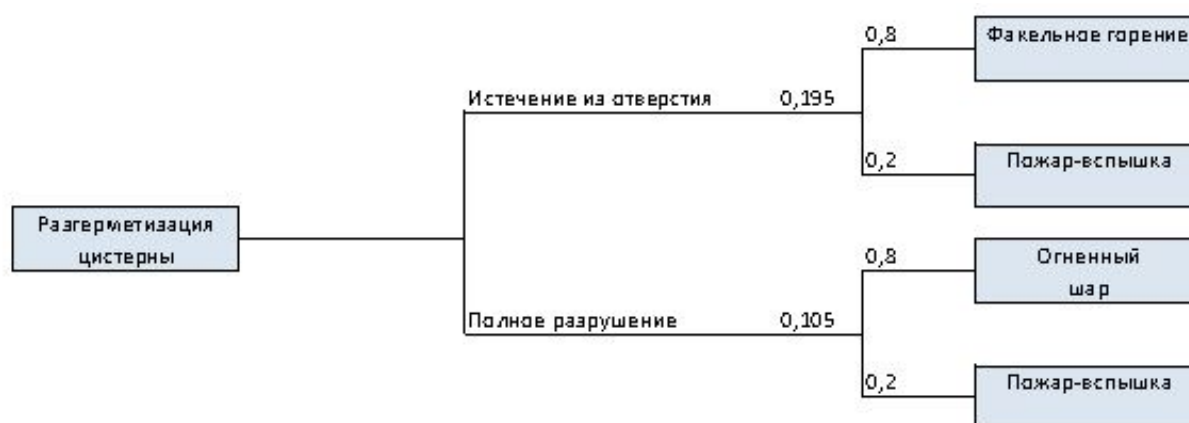 0,8
Факельное горение
Истечение из отверстия 0,195
0,2
Пожар-вспышка
Разгерметизация
цистерны
0,8
Огненный
шар
Полное разрушение 0,105
0,2
Пожар-вспышка